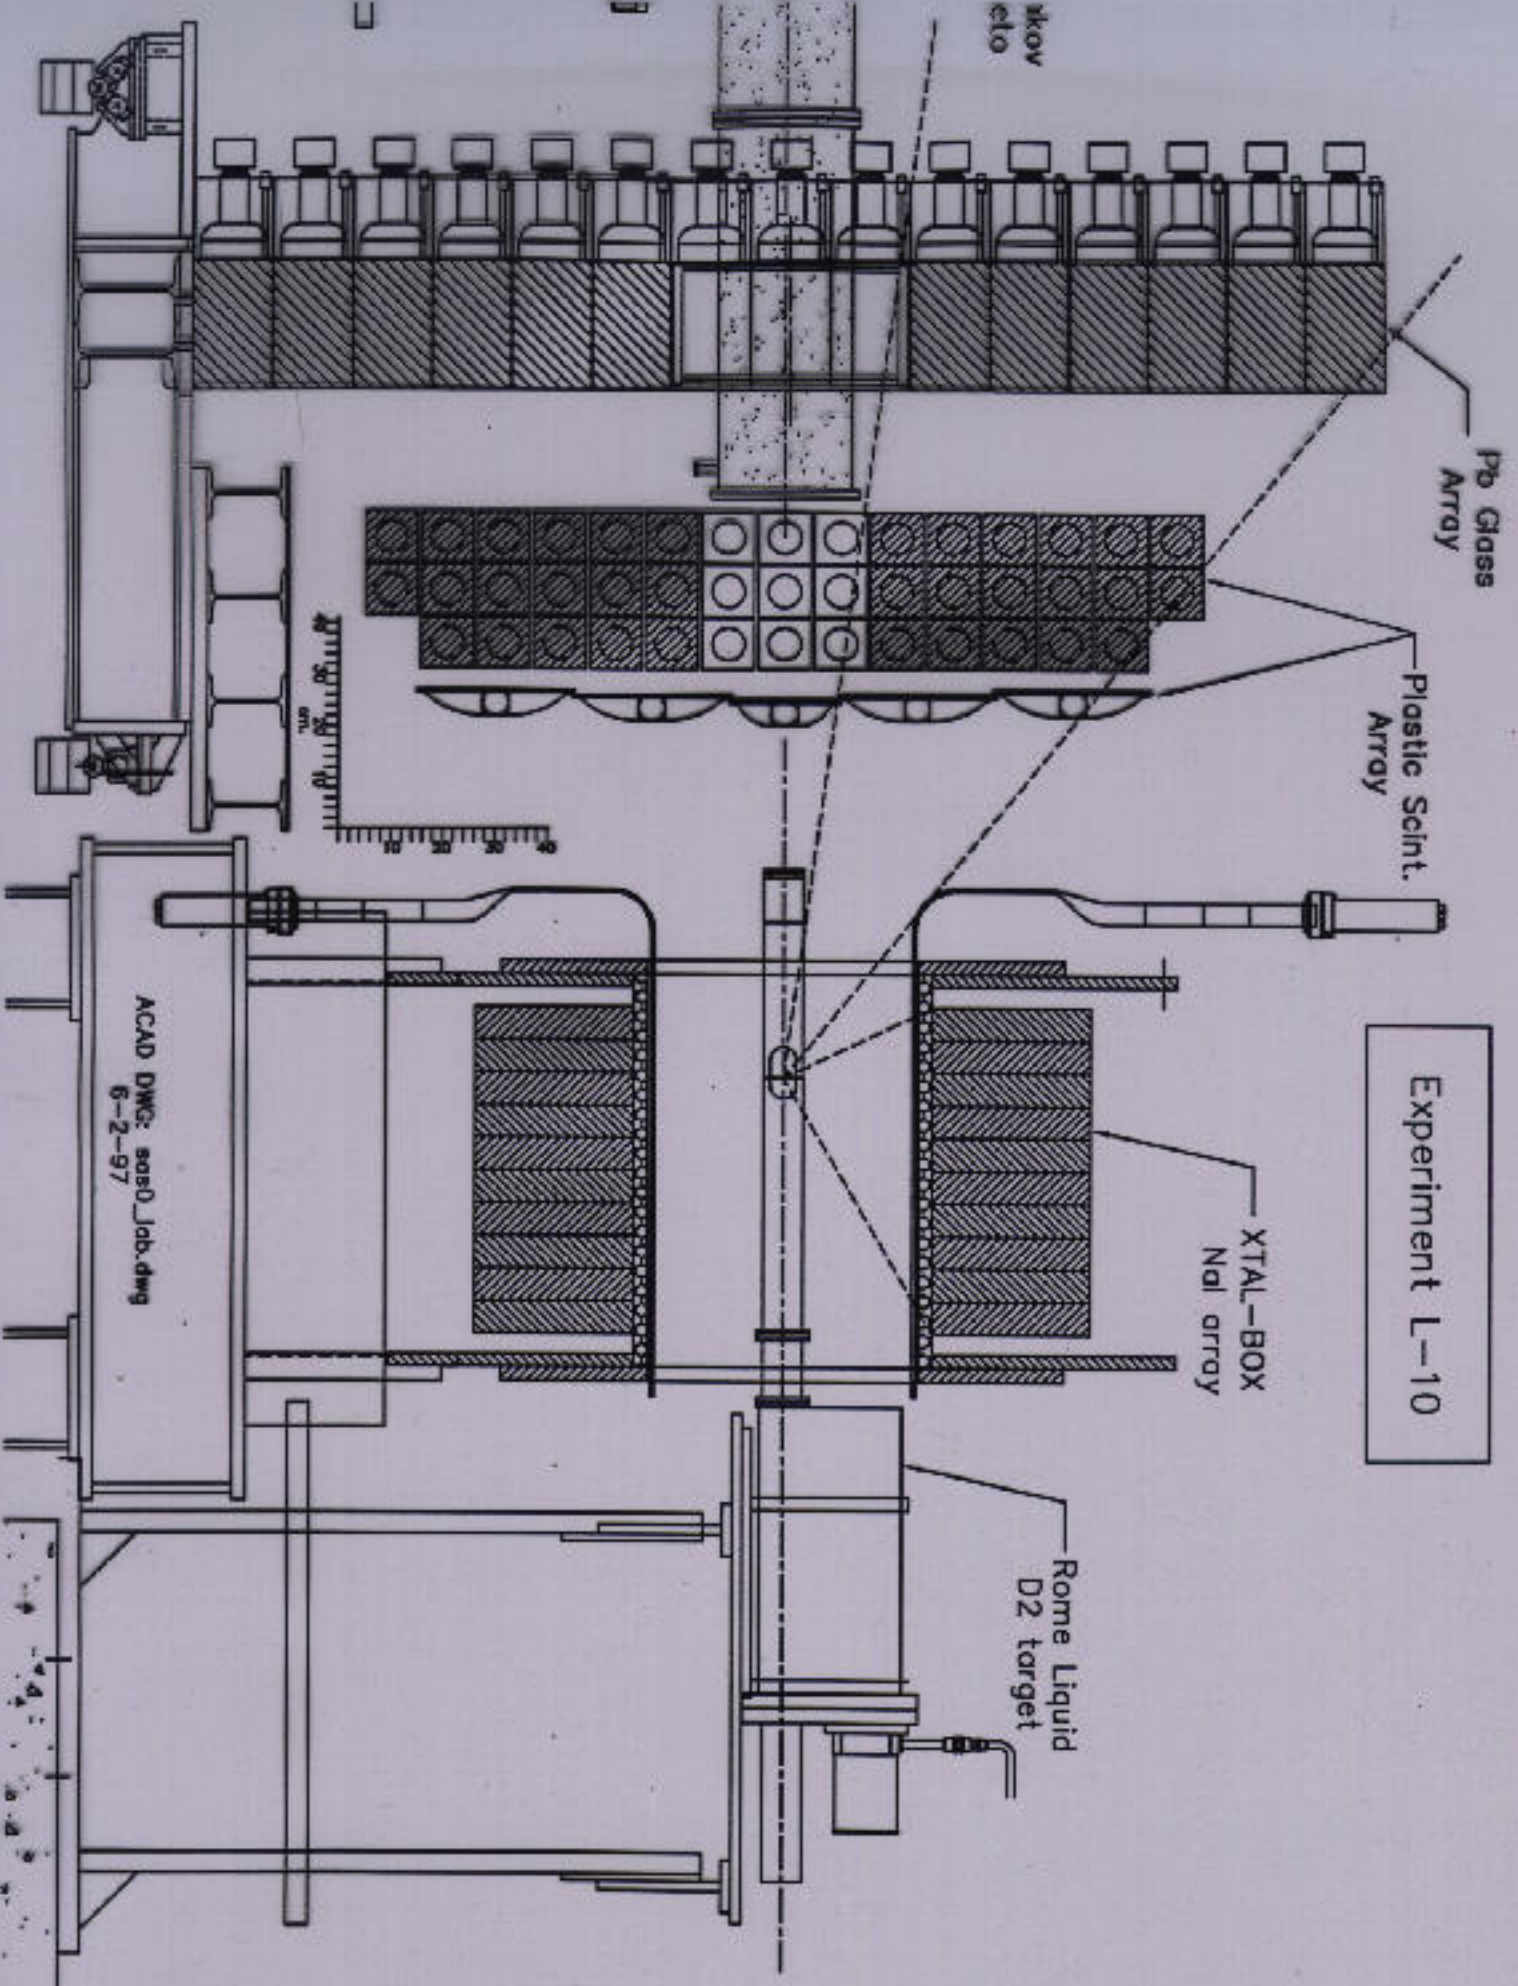 Experiment L-10
Pb Glass
Array
Plastic Scint.
Array
XTAL-BOX
NaI array
Rome Liquid
D2 target
40
30
20
10
cm.
10
20
30
40
ACAD DWG: sas0_lab.dwg
6-2-97